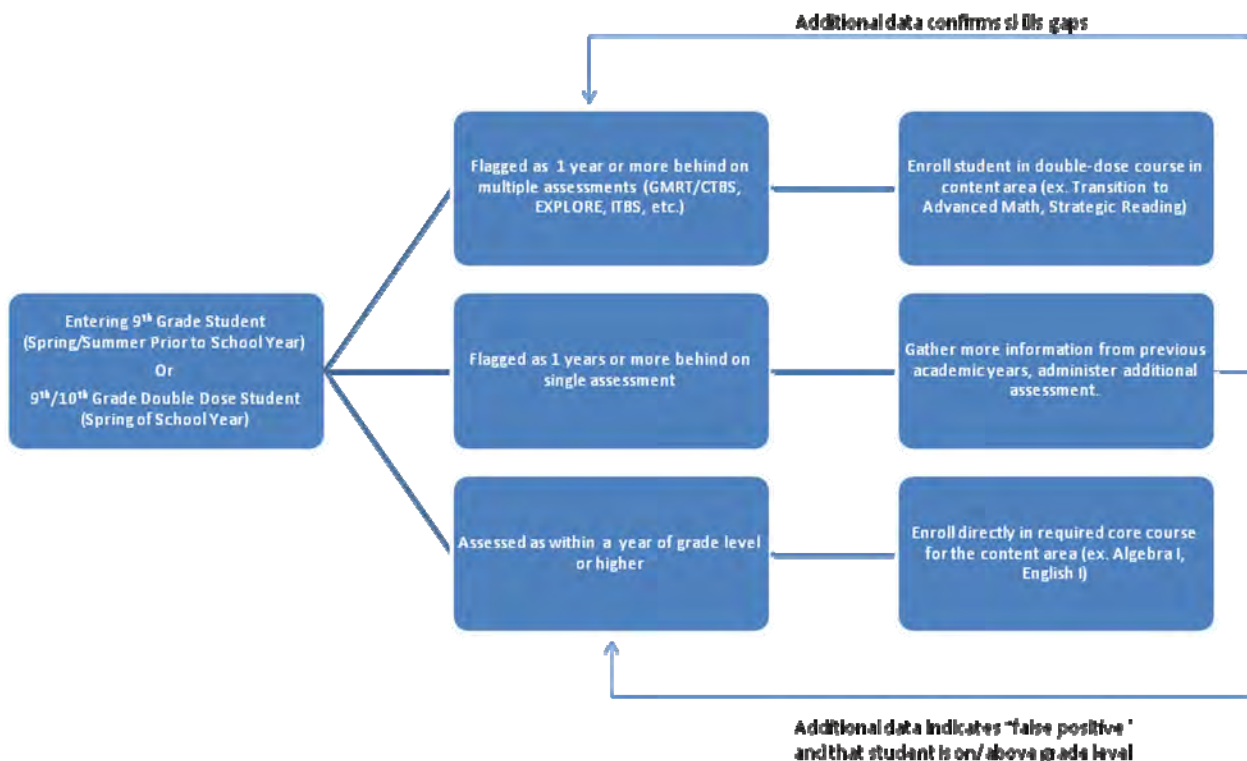 Additional data confirms skills gaps
Flagged as 1 year or more behind on
multiple assessments (GMRT/CTBS,
EXPLORE, ITBS, etc.)
Enroll student in double-dose course in
content area (ex. Transition to
Advanced Math, Strategic Reading)
Entering 9th Grade Student
(Spring/Summer Prior to School Year)
Or
9th/10th Grade Double Dose Student
(Spring of School Year)
Flagged as 1 years or more behind on
single assessment
Gather more information from previous
academic years, administer additional
assessment.
Assessed as within a year of grade level
or higher
Enroll directly in required core course
for the content area (ex. Algebra I,
English I)
Additional data indicates "false positive"
and that student is on/above grade level